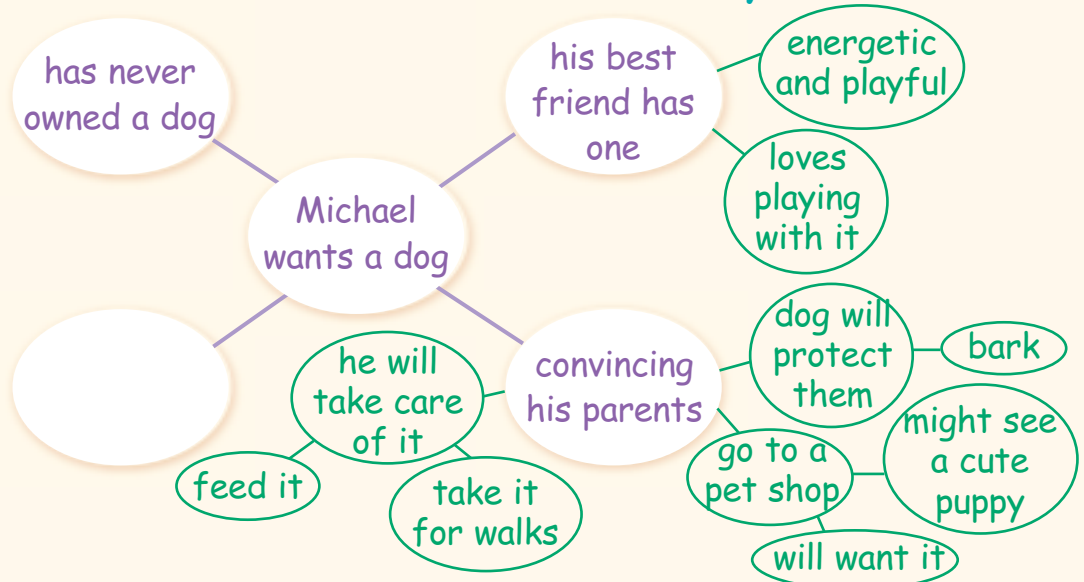 has never
owned a dog
his best
friend has
one
energetic
and playful
loves
playing
with it
Michael
wants a dog
convincing
his parents
he will
take care
of it
feed it
take it
for walks
dog will
protect
them
bark
go to a
pet shop
might see
a cute
puppy
will want it